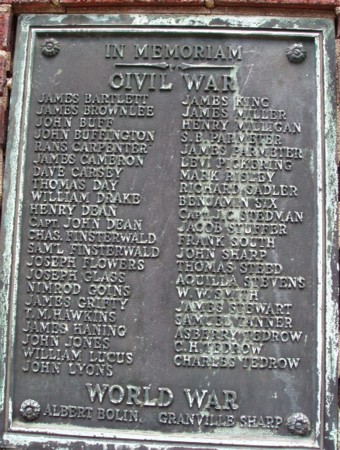 IN MEMORIAM
CIVIL WAR
JAMES BARTLETT
JAMES BROWNLEE
JOHN BUFF
JOHN BUFFINGTON
RANS CARPENTER
JAMES CAMERON
DAVE CARSEY
THOMAS DAY
WILLIAM DRAKE
HENRY DEAN
CAPT. JOHN DEAN
CHAS. FINSTERWALD
SAML. FINSTERWALD
JOSEPH FLOWERS
JOSEPH GLASS
NIMROD GOINS
JAMES GRIFTY
T. M. HAWKINS
JAMES HANING
JOHN JONES
WILLIAM LUCUS
JOHN LYONS
JAMES KING
JAMES MILLER
HENRY MILLIGAN
JAMES
LEVI PICKERING
MARK RISLEY
RICHARD SADLER
BENJAMIN SIX
CAPT. J. C. STEDMAN
JACOB STUFFER
FRANK SOUTH
JOHN SHARP
THOMAS STEED
AQUILLA STEVENS
W. W. SMITH
JAMES STEWART
SAMUEL TANNER
ASBERRY TEDROW
C. H. TEDROW
CHARLES TEDROW
WORLD WAR
ALBERT BOLIN. GRANVILLE SHARP